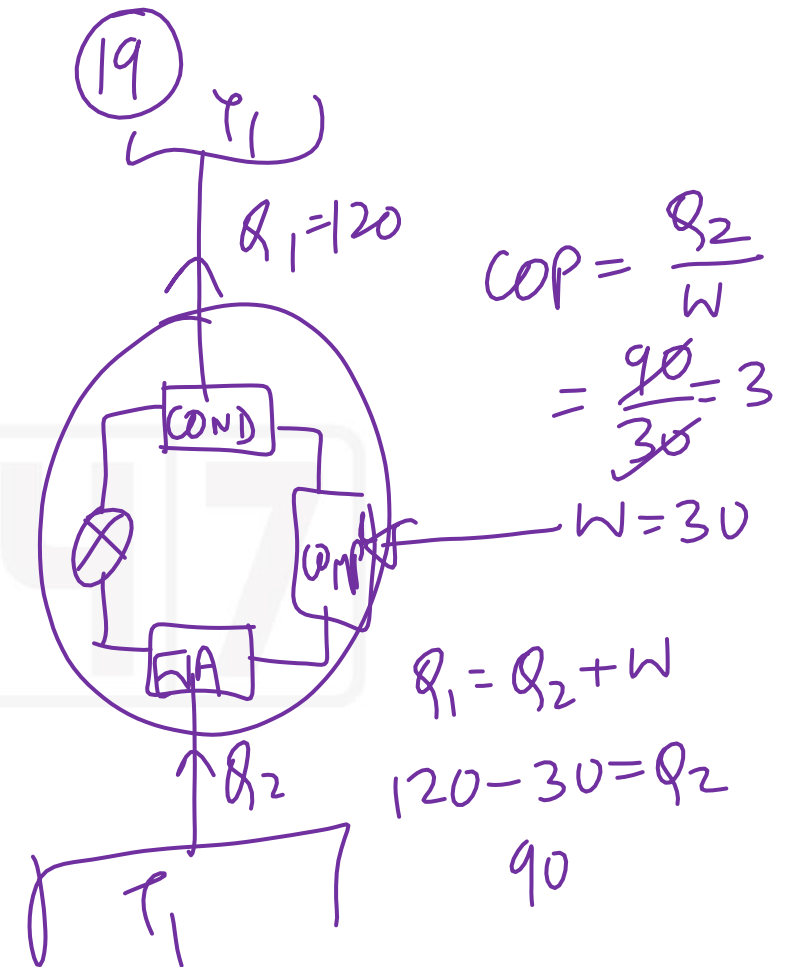 19
T₁
Q₁=120
COP = Q₂/W
= 90/30 = 3
COND
W=30
COMP
Q₁ = Q₂ + W
120-30=Q₂
90
Q₂
T₁